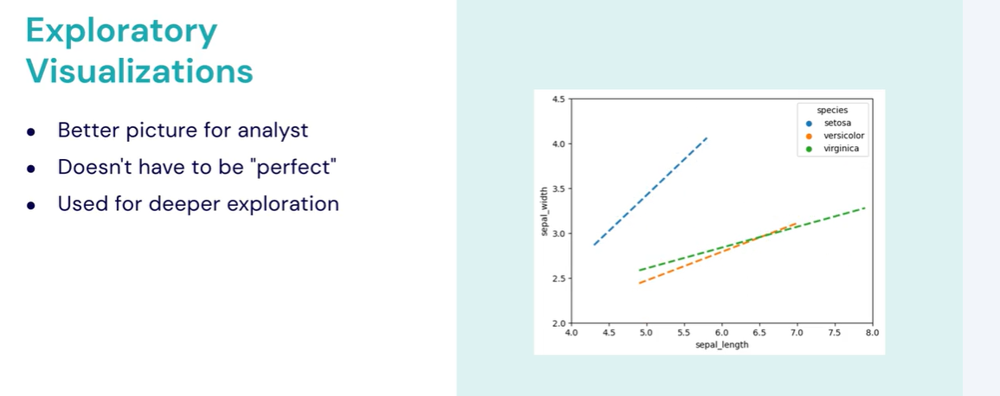 Exploratory
Visualizations
● Better picture for analyst
● Doesn't have to be "perfect"
● Used for deeper exploration
4.5
4.0
3.5
3.0
2.5
2.0
sepal_width
species
setosa
versicolor
virginica
4.0 4.5 5.0 5.5 6.0 6.5 7.0 7.5 8.0
sepal_length